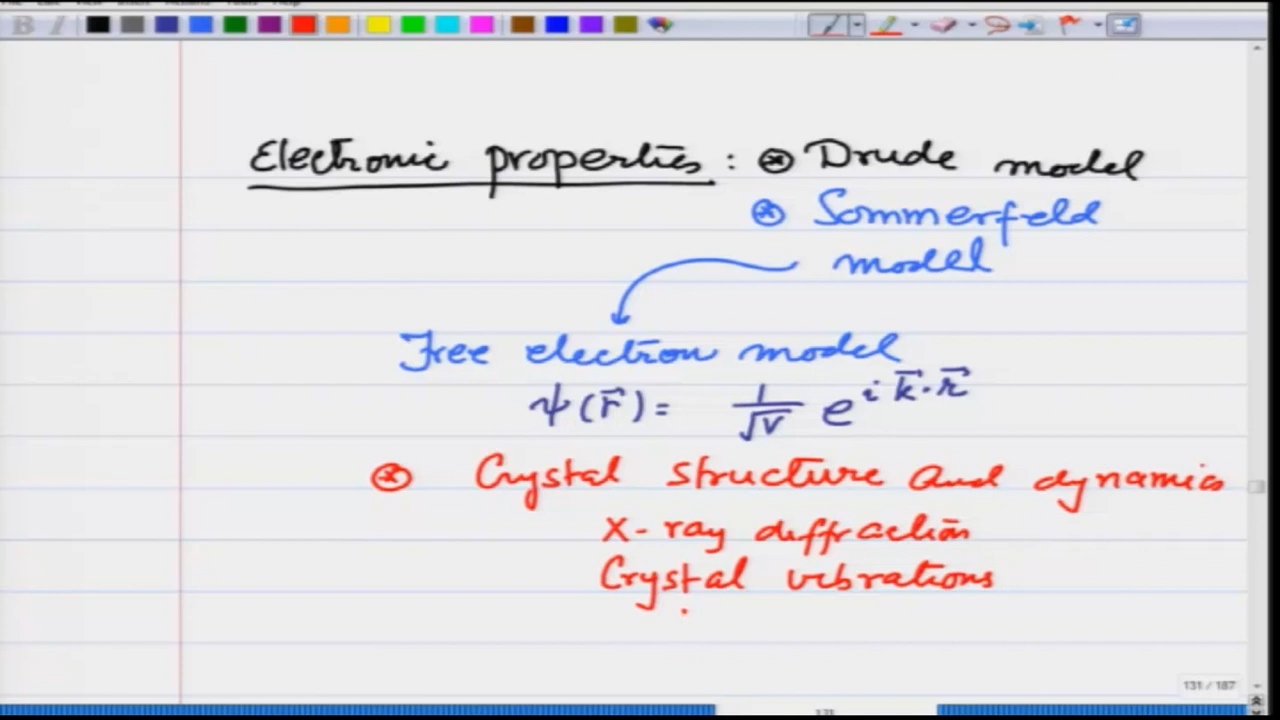 Electronic properties : ⊛ Drude model
⊛ Sommerfeld
model
Free electron model
ψ(r⃗) = 1/√V e^{i k⃗·r⃗}
⊛ Crystal structure and dynamics
X-ray diffraction
Crystal vibrations
131 / 187